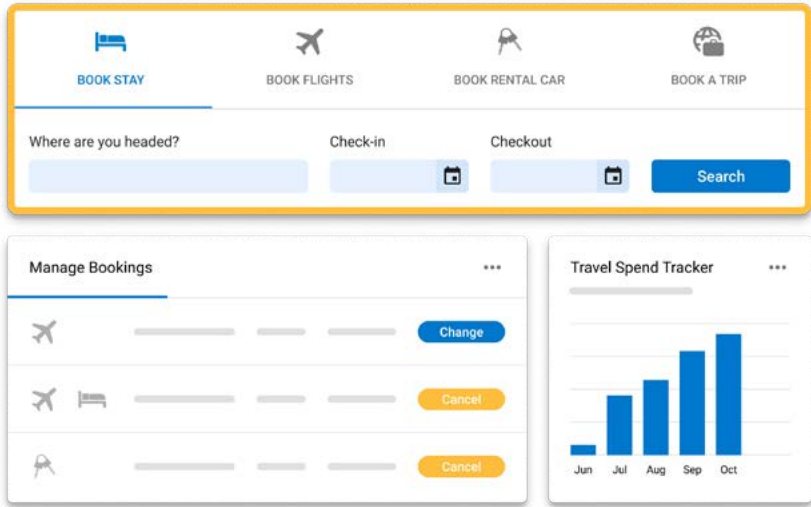 BOOK STAY
BOOK FLIGHTS
BOOK RENTAL CAR
BOOK A TRIP
Where are you headed?
Check-in
Checkout
Search
Manage Bookings
Change
Cancel
Cancel
Travel Spend Tracker
Jun Jul Aug Sep Oct